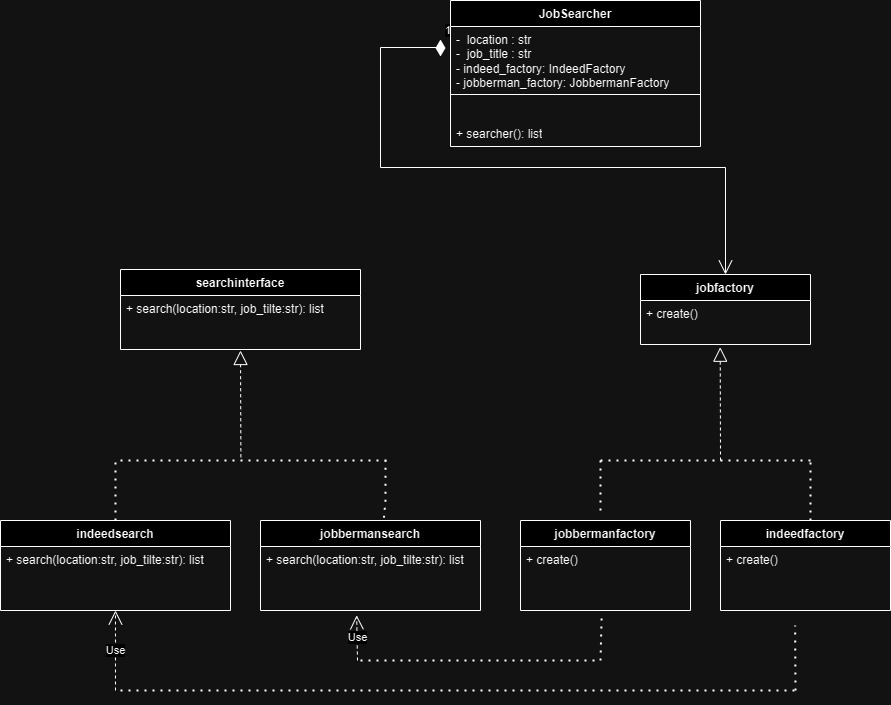 JobSearcher
1
- location : str
- job_title : str
- indeed_factory: IndeedFactory
- jobberman_factory: JobbermanFactory
+ searcher(): list
searchinterface
+ search(location:str, job_tilte:str): list
jobfactory
+ create()
indeedsearch
+ search(location:str, job_tilte:str): list
jobbermansearch
+ search(location:str, job_tilte:str): list
jobbermanfactory
+ create()
indeedfactory
+ create()
Use
Use